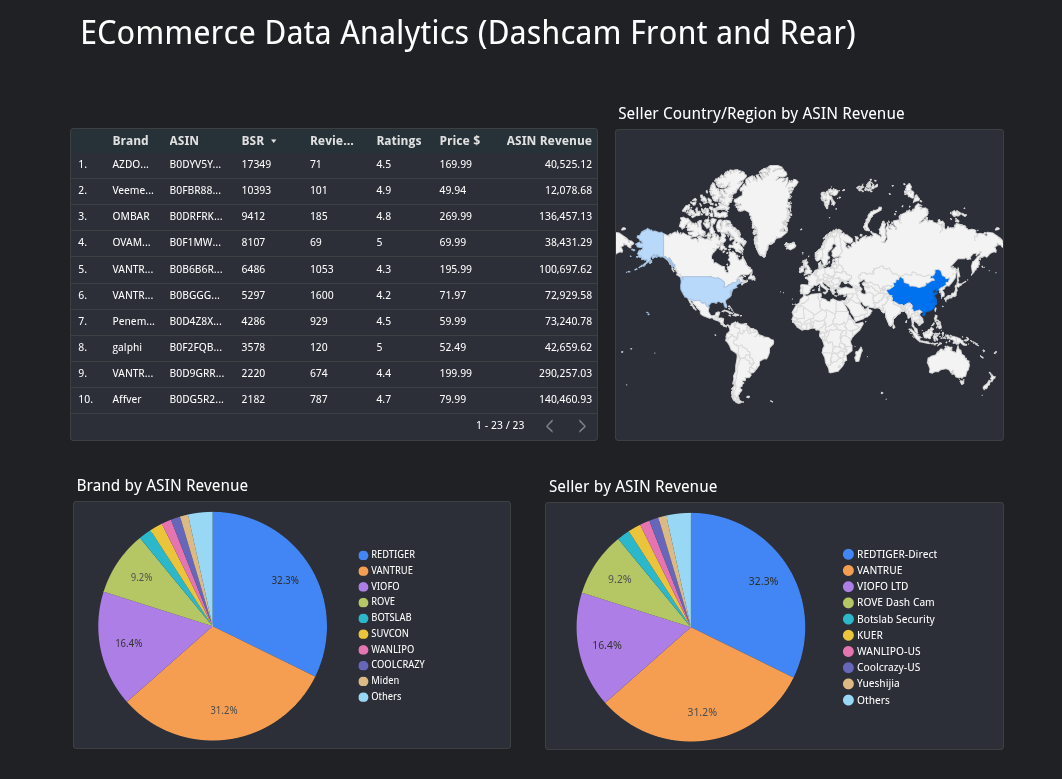 ECommerce Data Analytics (Dashcam Front and Rear)
Seller Country/Region by ASIN Revenue
Brand ASIN BSR Revie... Ratings Price $ ASIN Revenue
1. AZDO... B0DYV5Y... 17349 71 4.5 169.99 40,525.12
2. Veeme... B0FBR88... 10393 101 4.9 49.94 12,078.68
3. OMBAR B0DRFRK... 9412 185 4.8 269.99 136,457.13
4. OVAM... B0F1MW... 8107 69 5 69.99 38,431.29
5. VANTR... B0B6B6R... 6486 1053 4.3 195.99 100,697.62
6. VANTR... B0BGGG... 5297 1600 4.2 71.97 72,929.58
7. Penem... B0D4Z8X... 4286 929 4.5 59.99 73,240.78
8. galphi B0F2FQB... 3578 120 5 52.49 42,659.62
9. VANTR... B0D9GRR... 2220 674 4.4 199.99 290,257.03
10. Affver B0DG5R2... 2182 787 4.7 79.99 140,460.93
1 - 23 / 23
Brand by ASIN Revenue
32.3%
31.2%
16.4%
9.2%
REDTIGER
VANTRUE
VIOFO
ROVE
BOTSLAB
SUVCON
WANLIPO
COOLCRAZY
Miden
Others
Seller by ASIN Revenue
32.3%
31.2%
16.4%
9.2%
REDTIGER-Direct
VANTRUE
VIOFO LTD
ROVE Dash Cam
Botslab Security
KUER
WANLIPO-US
Coolcrazy-US
Yueshijia
Others